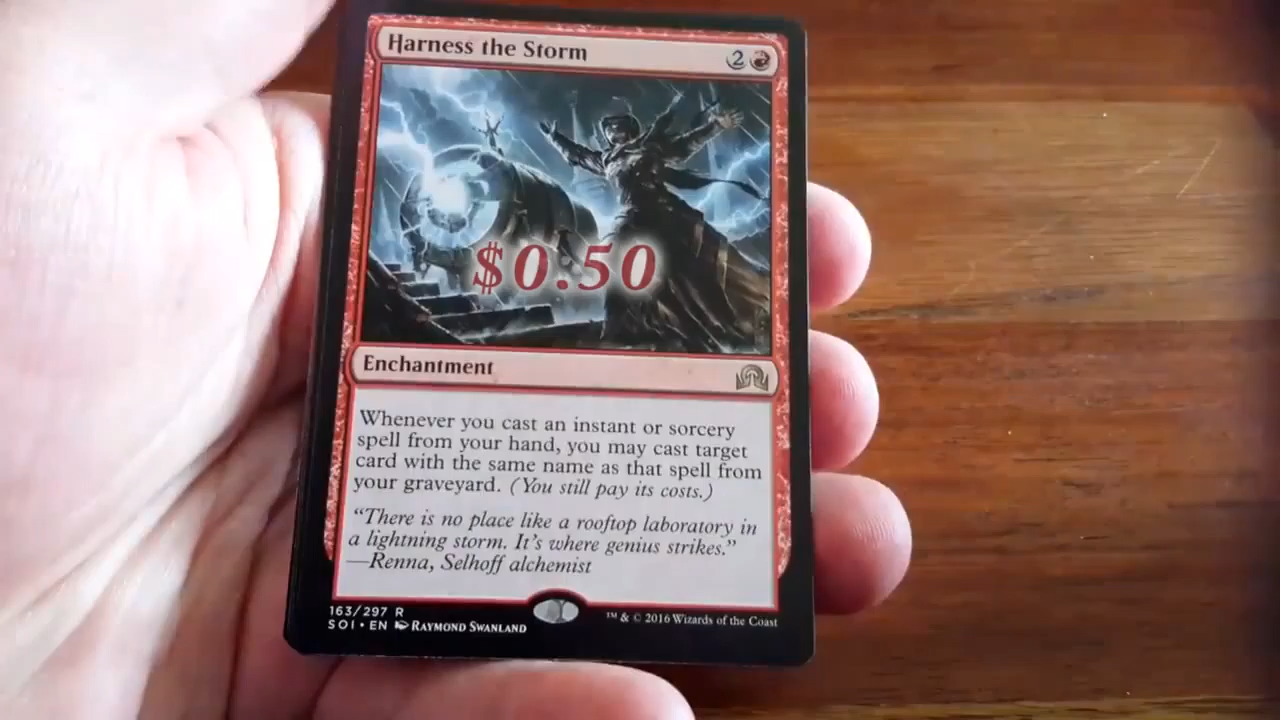 Harness the Storm
2
$0.50
Enchantment
Whenever you cast an instant or sorcery
spell from your hand, you may cast target
card with the same name as that spell from
your graveyard. (You still pay its costs.)
"There is no place like a rooftop laboratory in
a lightning storm. It's where genius strikes."
—Renna, Selhoff alchemist
163/297 R
SOI • EN RAYMOND SWANLAND
™ & © 2016 Wizards of the Coast